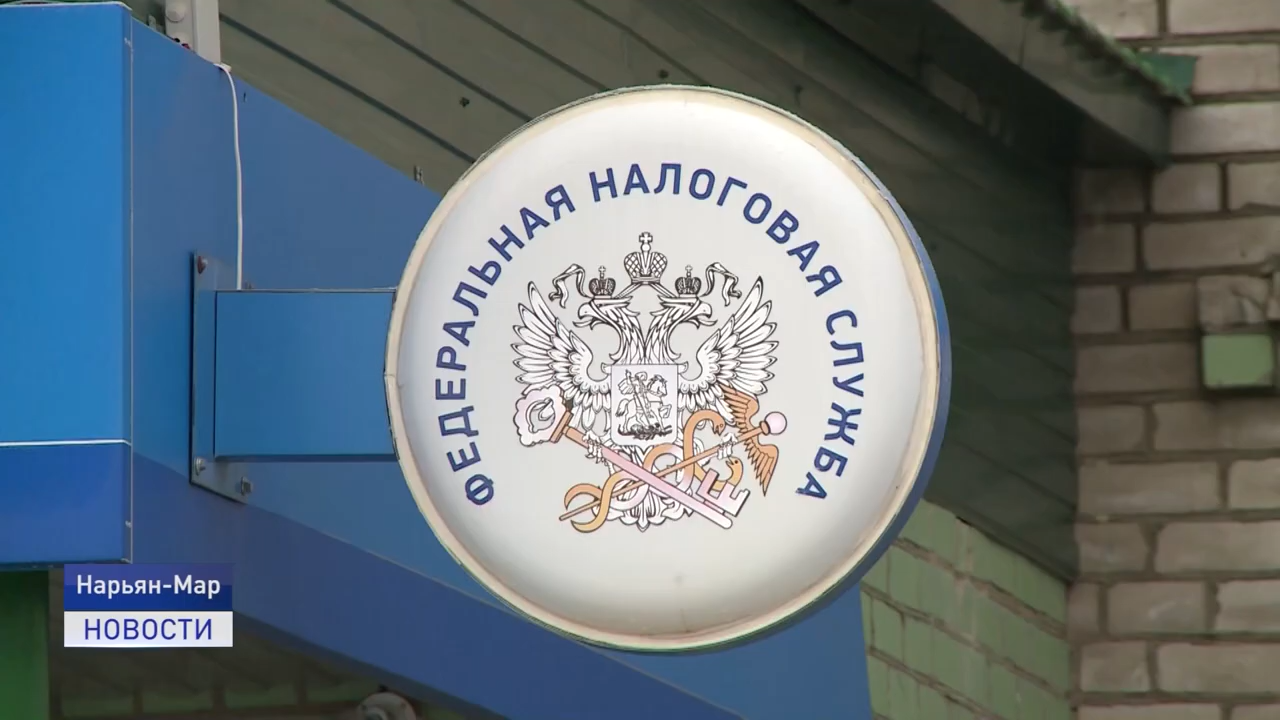 ФЕДЕРАЛЬНАЯ НАЛОГОВАЯ СЛУЖБА
Нарьян-Мар
НОВОСТИ